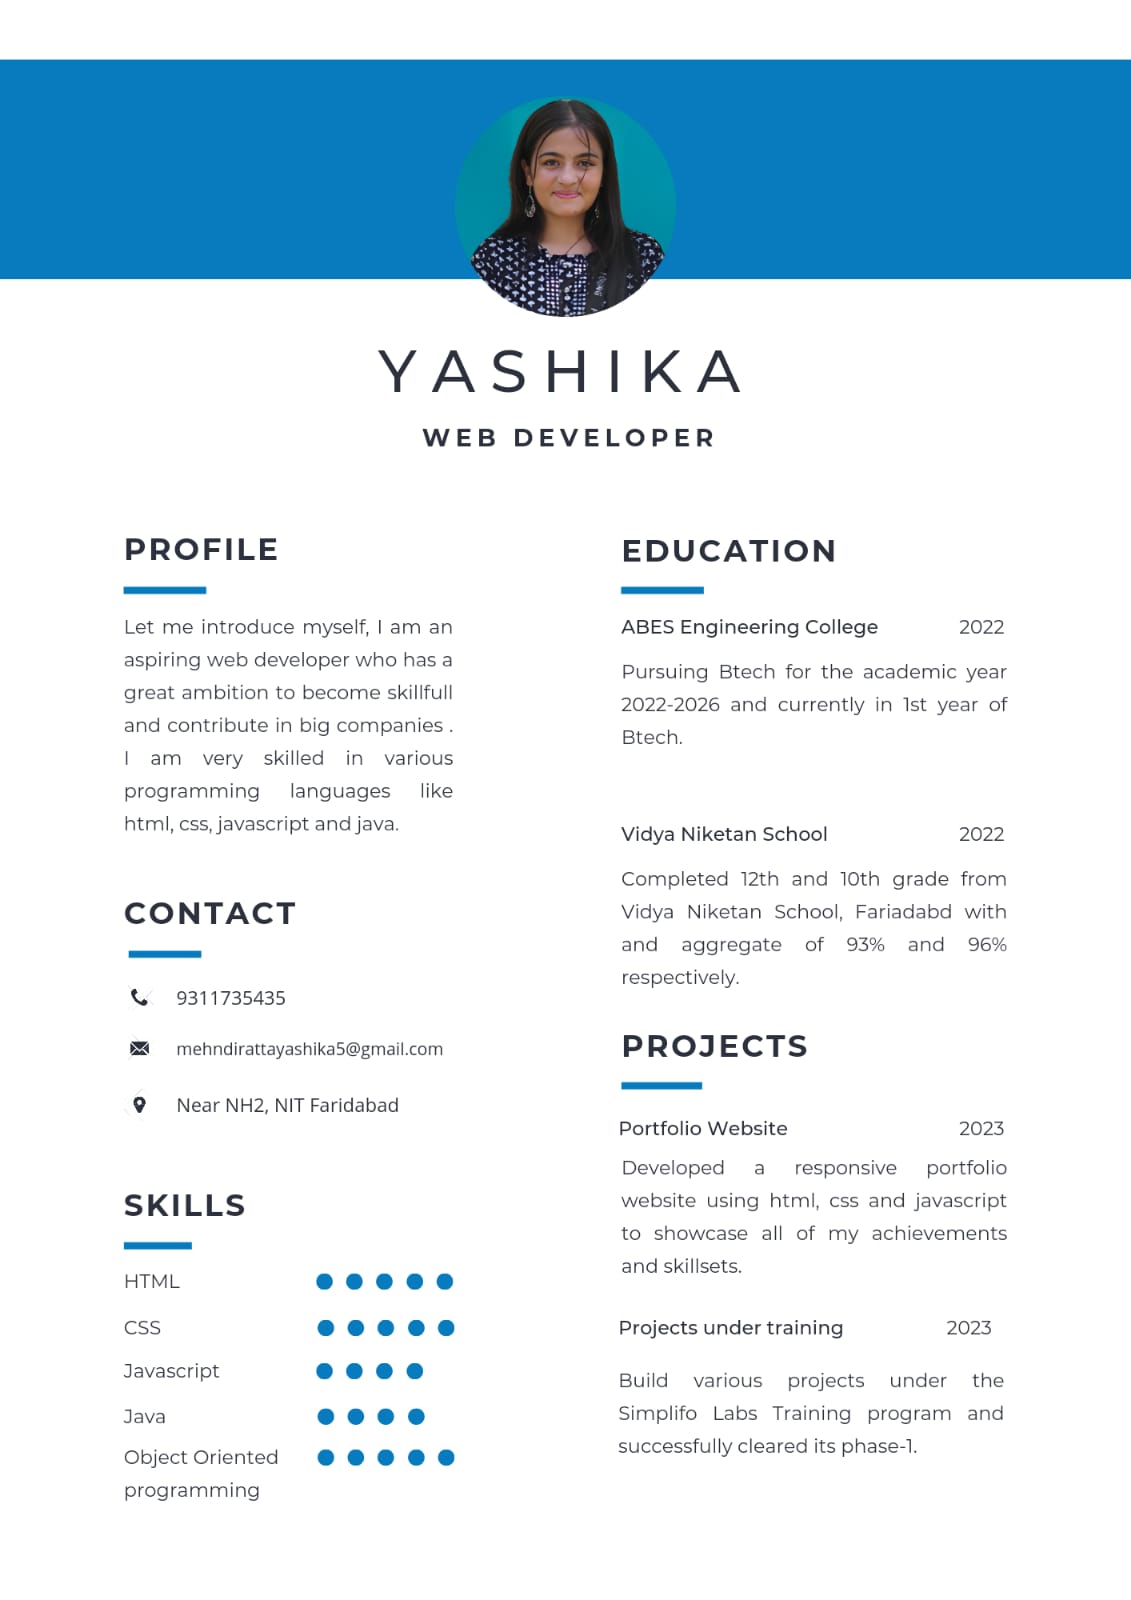 YASHIKA
WEB DEVELOPER
PROFILE
Let me introduce myself, I am an
aspiring web developer who has a
great ambition to become skillfull
and contribute in big companies .
I am very skilled in various
programming languages like
html, css, javascript and java.
CONTACT
9311735435
mehndirattayashika5@gmail.com
Near NH2, NIT Faridabad
SKILLS
HTML
CSS
Javascript
Java
Object Oriented
programming
EDUCATION
ABES Engineering College 2022
Pursuing Btech for the academic year
2022-2026 and currently in 1st year of
Btech.
Vidya Niketan School 2022
Completed 12th and 10th grade from
Vidya Niketan School, Fariadabd with
and aggregate of 93% and 96%
respectively.
PROJECTS
Portfolio Website 2023
Developed a responsive portfolio
website using html, css and javascript
to showcase all of my achievements
and skillsets.
Projects under training 2023
Build various projects under the
Simplifo Labs Training program and
successfully cleared its phase-1.